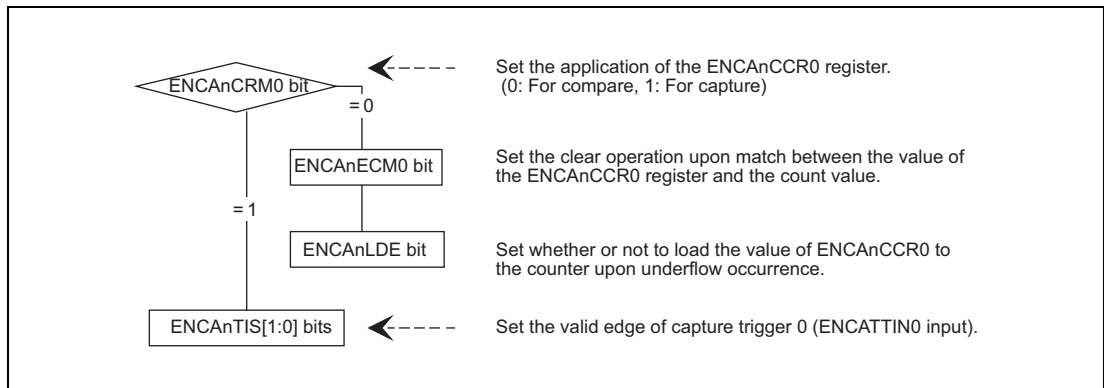 ENCAnCRM0 bit
Set the application of the ENCAnCCR0 register.
(0: For compare, 1: For capture)
= 0
ENCAnECM0 bit
Set the clear operation upon match between the value of
the ENCAnCCR0 register and the count value.
= 1
ENCAnLDE bit
Set whether or not to load the value of ENCAnCCR0 to
the counter upon underflow occurrence.
ENCAnTIS[1:0] bits
Set the valid edge of capture trigger 0 (ENCATTIN0 input).